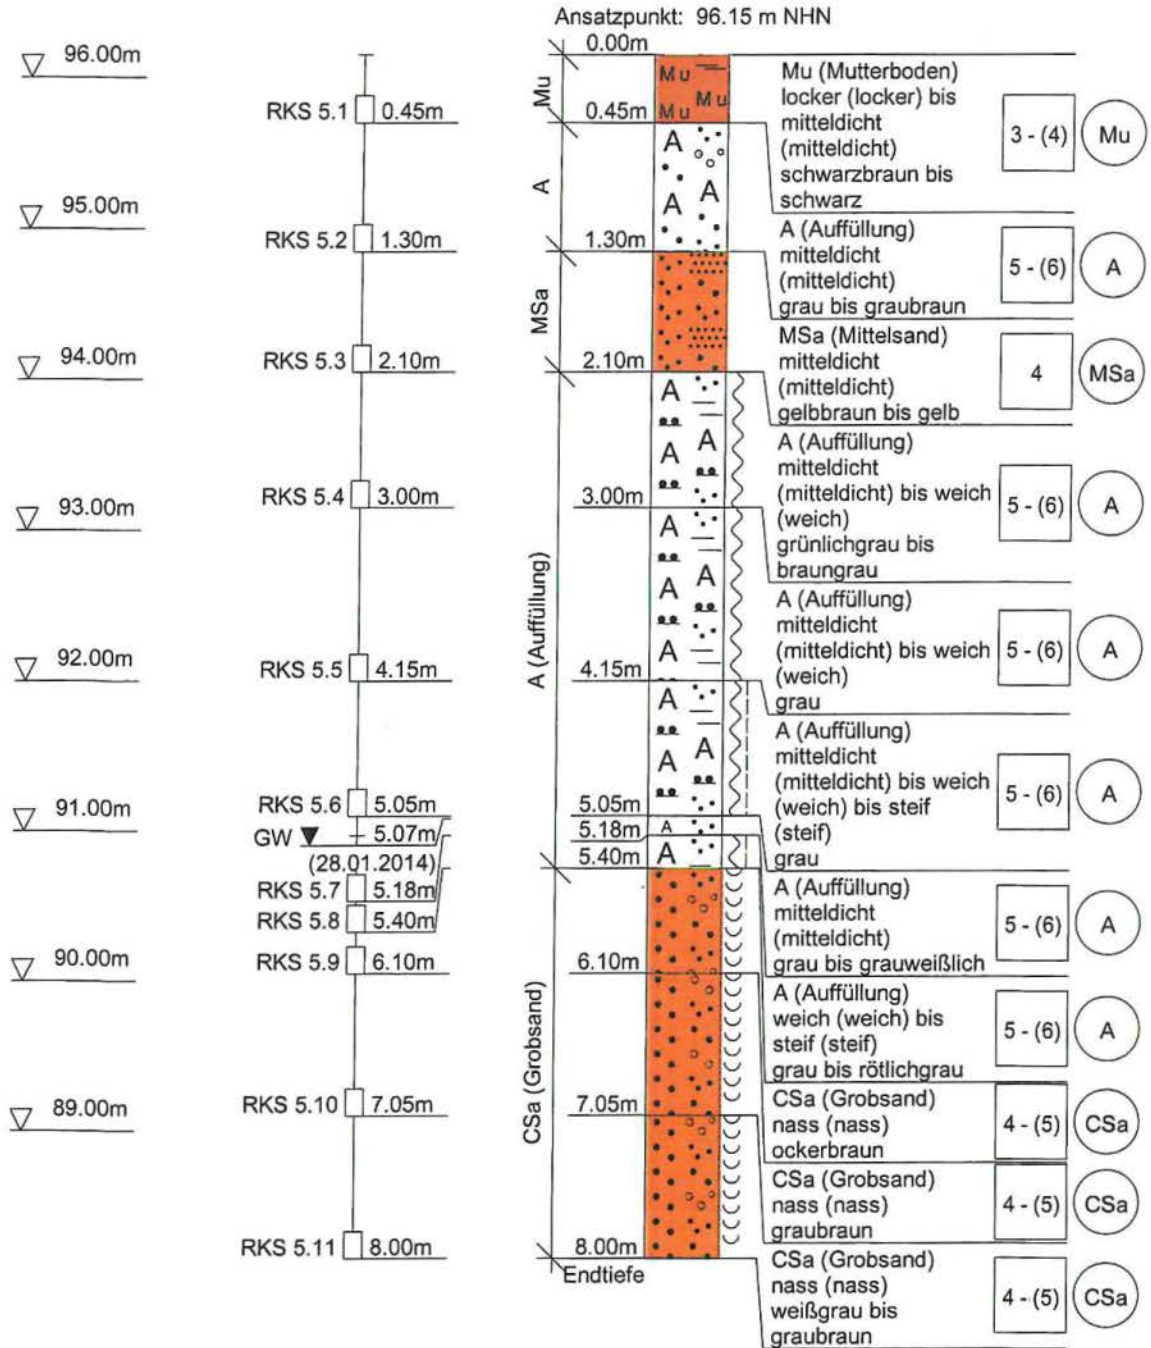 Ansatzpunkt: 96.15 m NHN
96.00m
95.00m
94.00m
93.00m
92.00m
91.00m
90.00m
89.00m
RKS 5.1 0.45m
RKS 5.2 1.30m
RKS 5.3 2.10m
RKS 5.4 3.00m
RKS 5.5 4.15m
RKS 5.6 5.05m
GW 5.07m
(28.01.2014)
RKS 5.7 5.18m
RKS 5.8 5.40m
RKS 5.9 6.10m
RKS 5.10 7.05m
RKS 5.11 8.00m
Mu
A
MSa
A (Auffüllung)
CSa (Grobsand)
0.00m
0.45m
1.30m
2.10m
3.00m
4.15m
5.05m
5.18m
5.40m
6.10m
7.05m
8.00m
Endtiefe
Mu
Mu
Mu
A
A
A
A
A
A
A
A
A
A
A
A
A
A
Mu (Mutterboden)
locker (locker) bis
mitteldicht
(mitteldicht)
schwarzbraun bis
schwarz
3 - (4) Mu
A (Auffüllung)
mitteldicht
(mitteldicht)
grau bis graubraun
5 - (6) A
MSa (Mittelsand)
mitteldicht
(mitteldicht)
gelbbraun bis gelb
4 MSa
A (Auffüllung)
mitteldicht
(mitteldicht) bis weich
(weich)
grünlichgrau bis
braungrau
5 - (6) A
A (Auffüllung)
mitteldicht
(mitteldicht) bis weich
(weich)
grau
5 - (6) A
A (Auffüllung)
mitteldicht
(mitteldicht) bis weich
(weich) bis steif
(steif)
grau
5 - (6) A
A (Auffüllung)
mitteldicht
(mitteldicht)
grau bis grauweißlich
5 - (6) A
A (Auffüllung)
weich (weich) bis
steif (steif)
grau bis rötlichgrau
5 - (6) A
CSa (Grobsand)
nass (nass)
ockerbraun
4 - (5) CSa
CSa (Grobsand)
nass (nass)
graubraun
4 - (5) CSa
CSa (Grobsand)
nass (nass)
weißgrau bis
graubraun
4 - (5) CSa